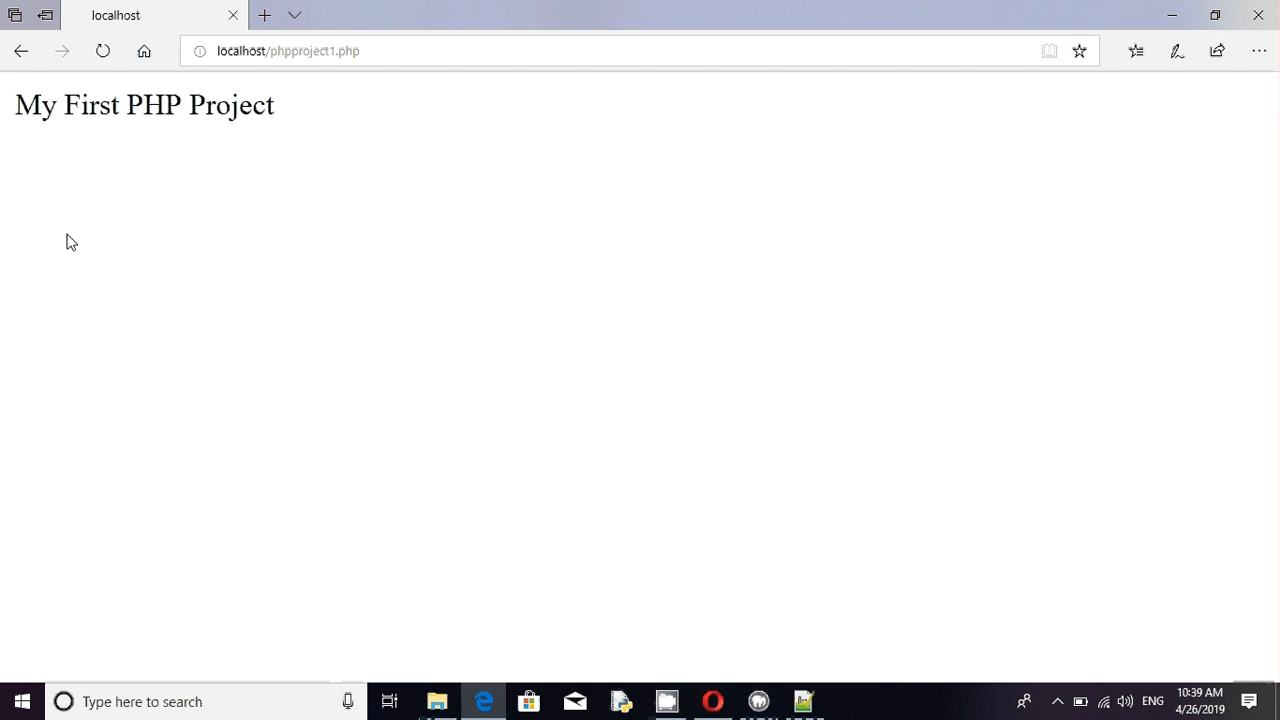 localhost
localhost/phpproject1.php
My First PHP Project
Type here to search
ENG
10:39 AM
4/26/2019